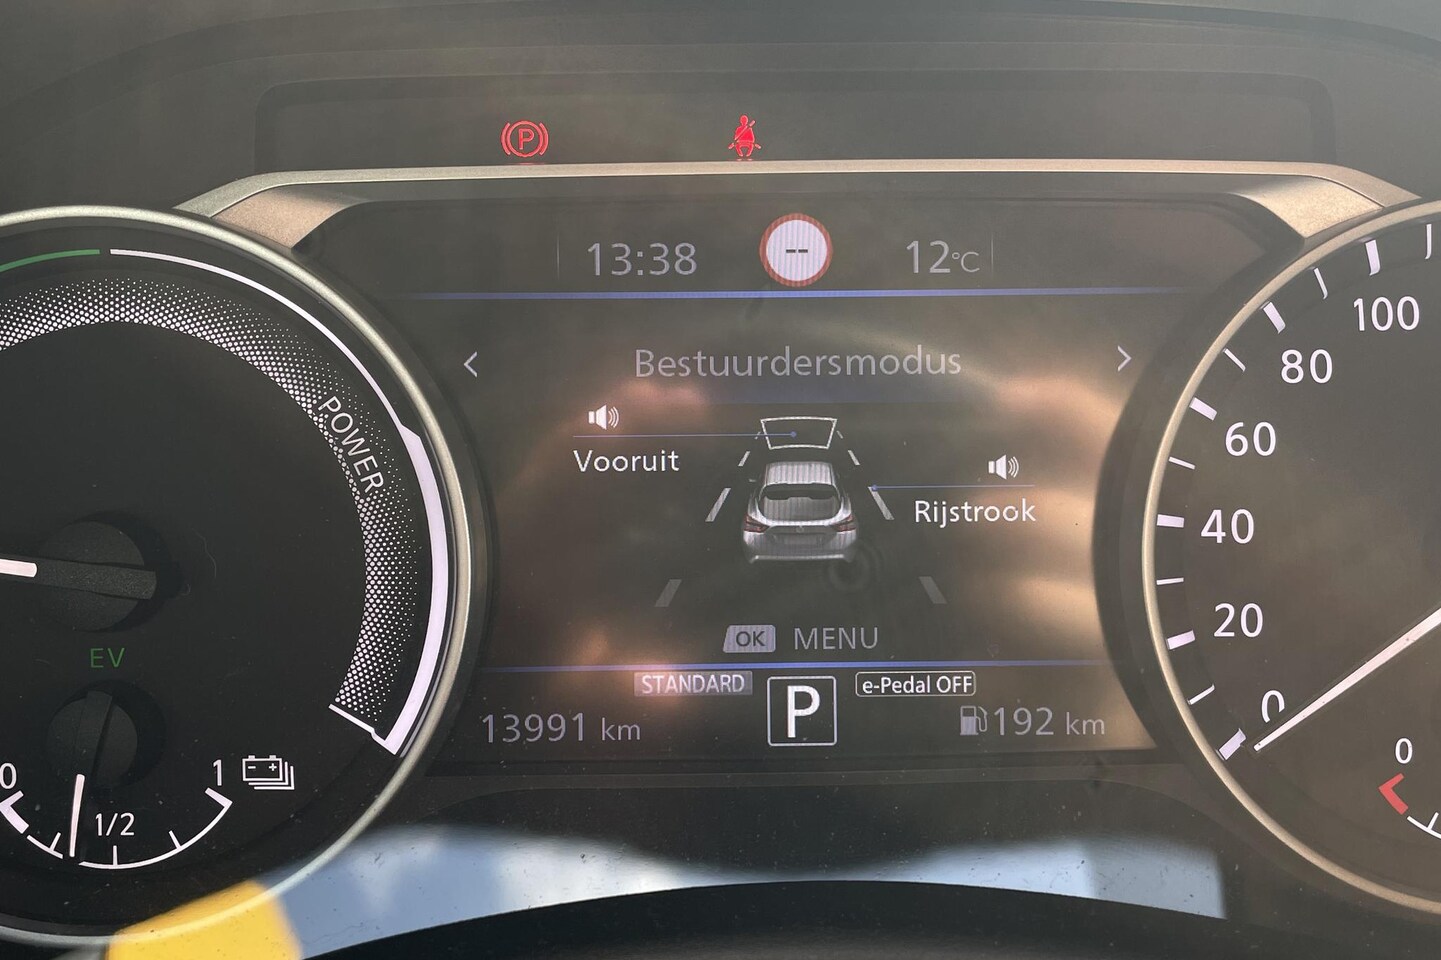 P
13:38
--
12°C
< Bestuurdersmodus >
Vooruit
Rijstrook
OK MENU
STANDARD
P
e-Pedal OFF
13991 km
192 km
POWER
EV
0
1/2
1
- +
100
80
60
40
20
0
0